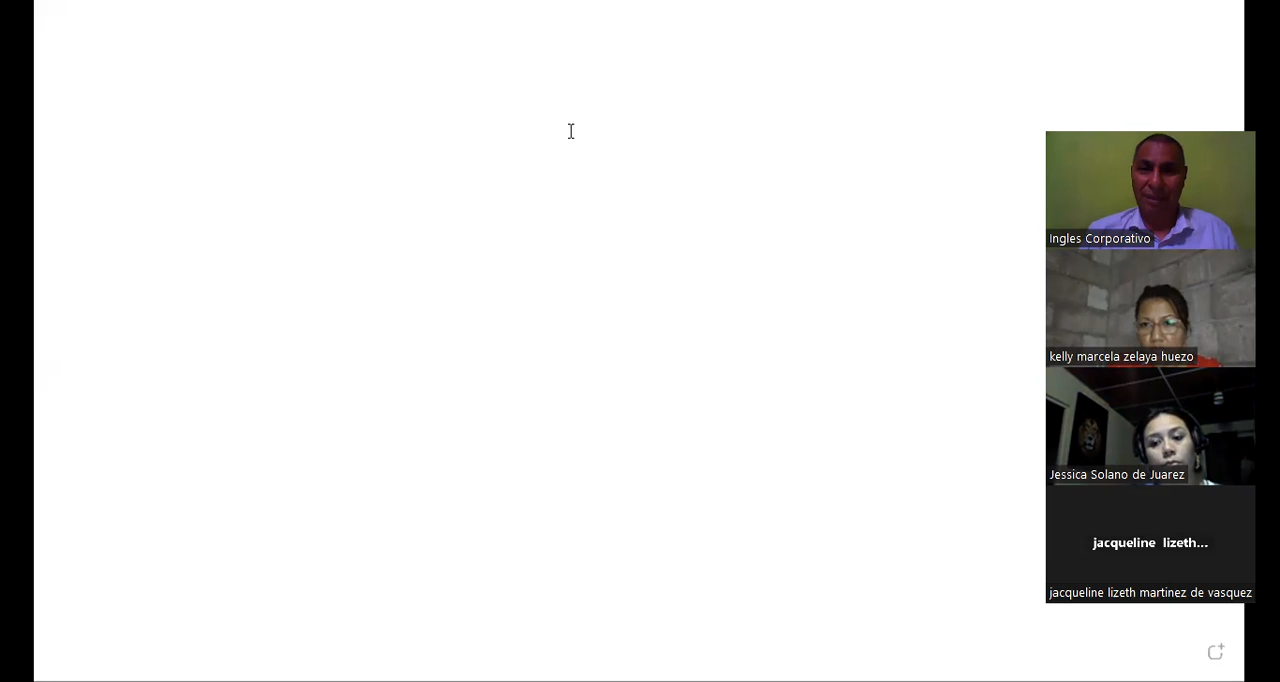 Ingles Corporativo
kelly marcela zelaya huezo
Jessica Solano de Juarez
jacqueline lizeth...
jacqueline lizeth martinez de vasquez